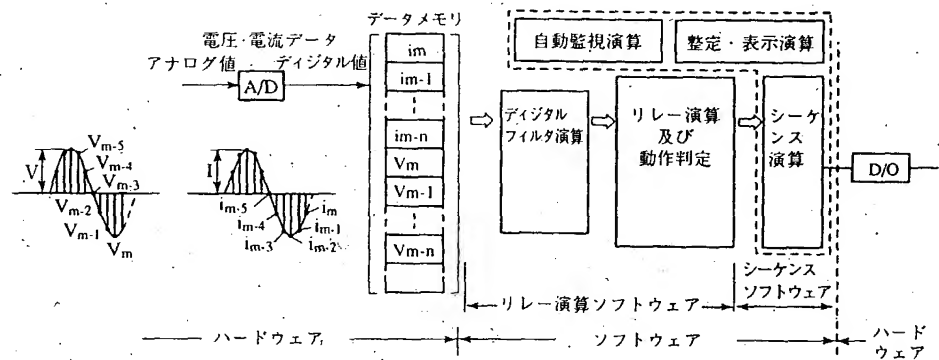 データメモリ
電圧・電流データ
アナログ値
ディジタル値
A/D
im
im-1
im-n
Vm
Vm-1
Vm-n
自動監視演算
整定・表示演算
ディジタル
フィルタ演算
リレー演算
及び
動作判定
シーケ
ンス
演算
D/O
V
Vm-5
Vm-4
Vm-3
Vm-2
Vm-1
Vm
I
im-5
im-4
im-3
im
im-1
im-2
リレー演算ソフトウェア
シーケンス
ソフトウェア
ハードウェア
ソフトウェア
ハード
ウェア